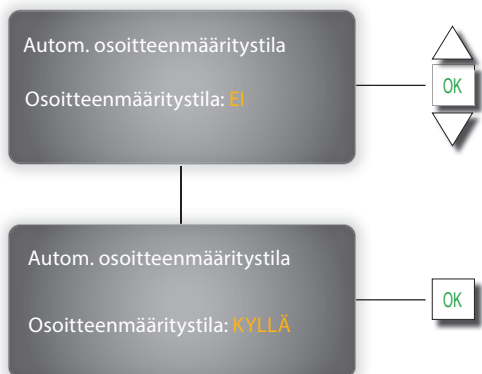 Autom. osoitteenmääritystila
Osoitteenmääritystila: EI
OK
Autom. osoitteenmääritystila
Osoitteenmääritystila: KYLLÄ
OK